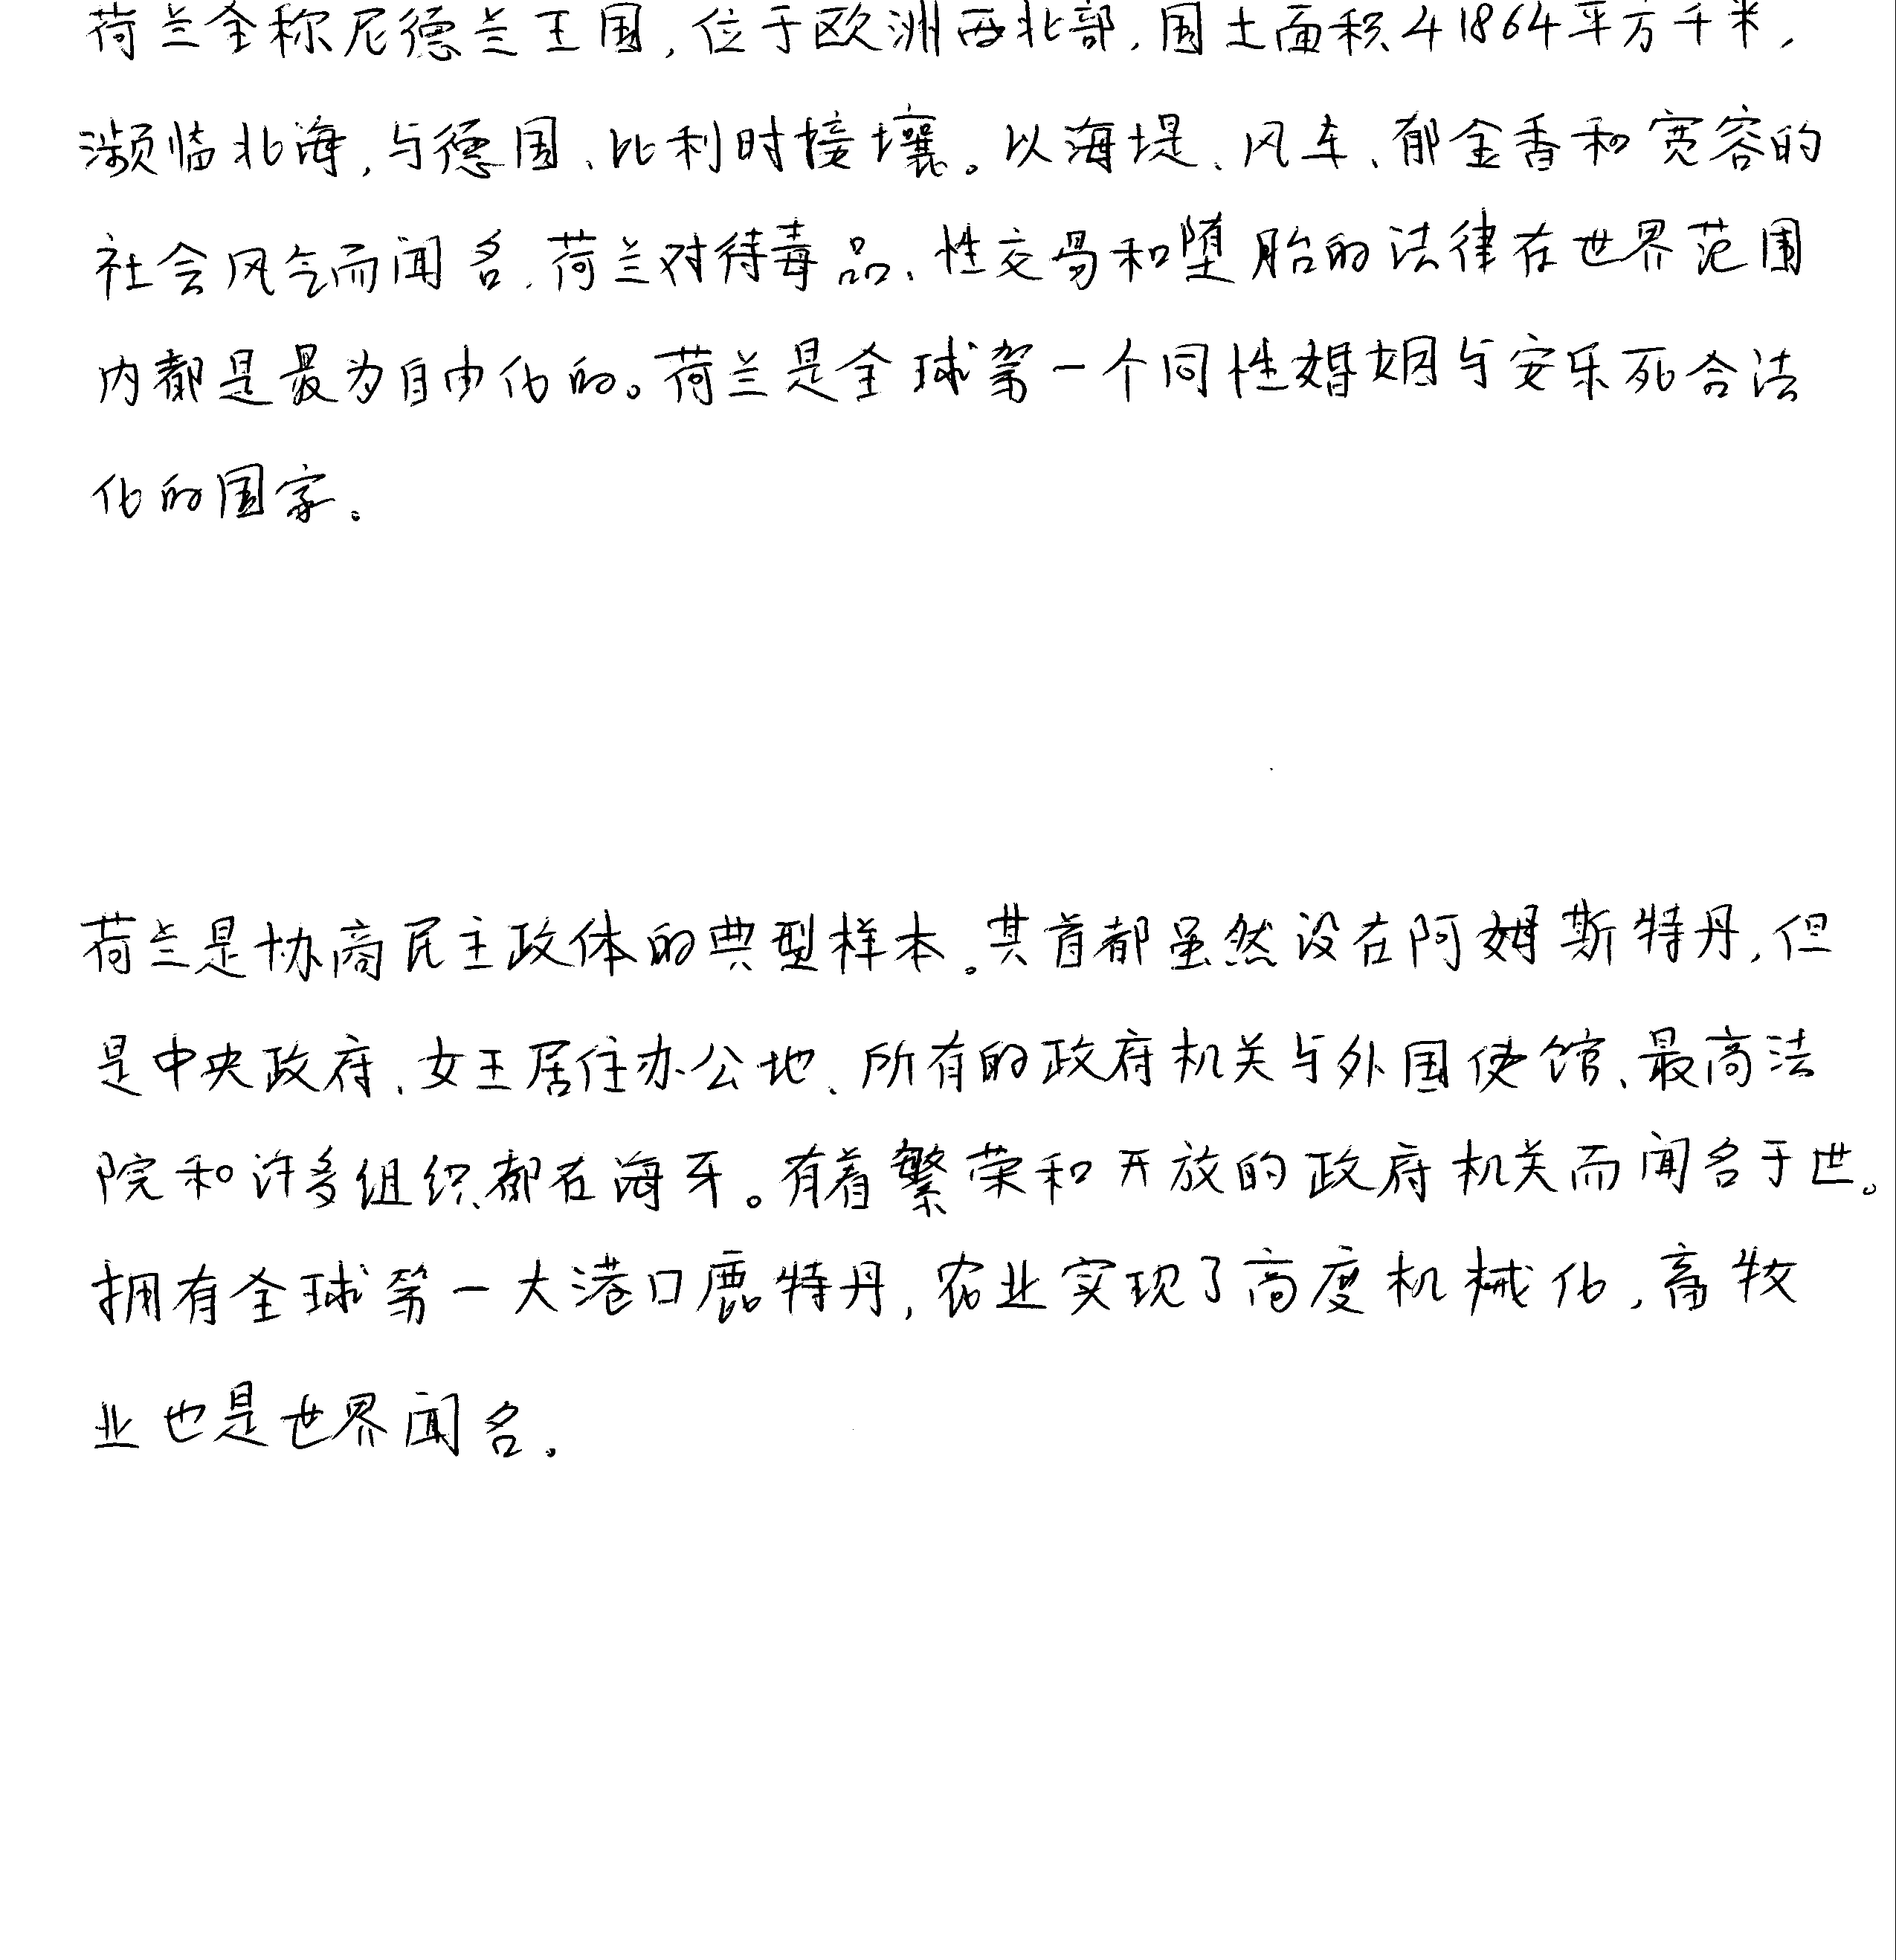 荷兰全称尼德兰王国,位于欧洲西北部,国土面积41864平方千米,
濒临北海,与德国、比利时接壤。以海堤、风车、郁金香和宽容的
社会风气而闻名,荷兰对待毒品、性交易和堕胎的法律在世界范围
内都是最为自由化的。荷兰是全球第一个同性婚姻与安乐死合法
化的国家。
荷兰是协商民主政体的典型样本。其首都虽然设在阿姆斯特丹,但
是中央政府、女王居住办公地、所有的政府机关与外国使馆、最高法
院和许多组织都在海牙。有着繁荣和开放的政府机关而闻名于世。
拥有全球第一大港口鹿特丹,农业实现了高度机械化,畜牧
业也是世界闻名。